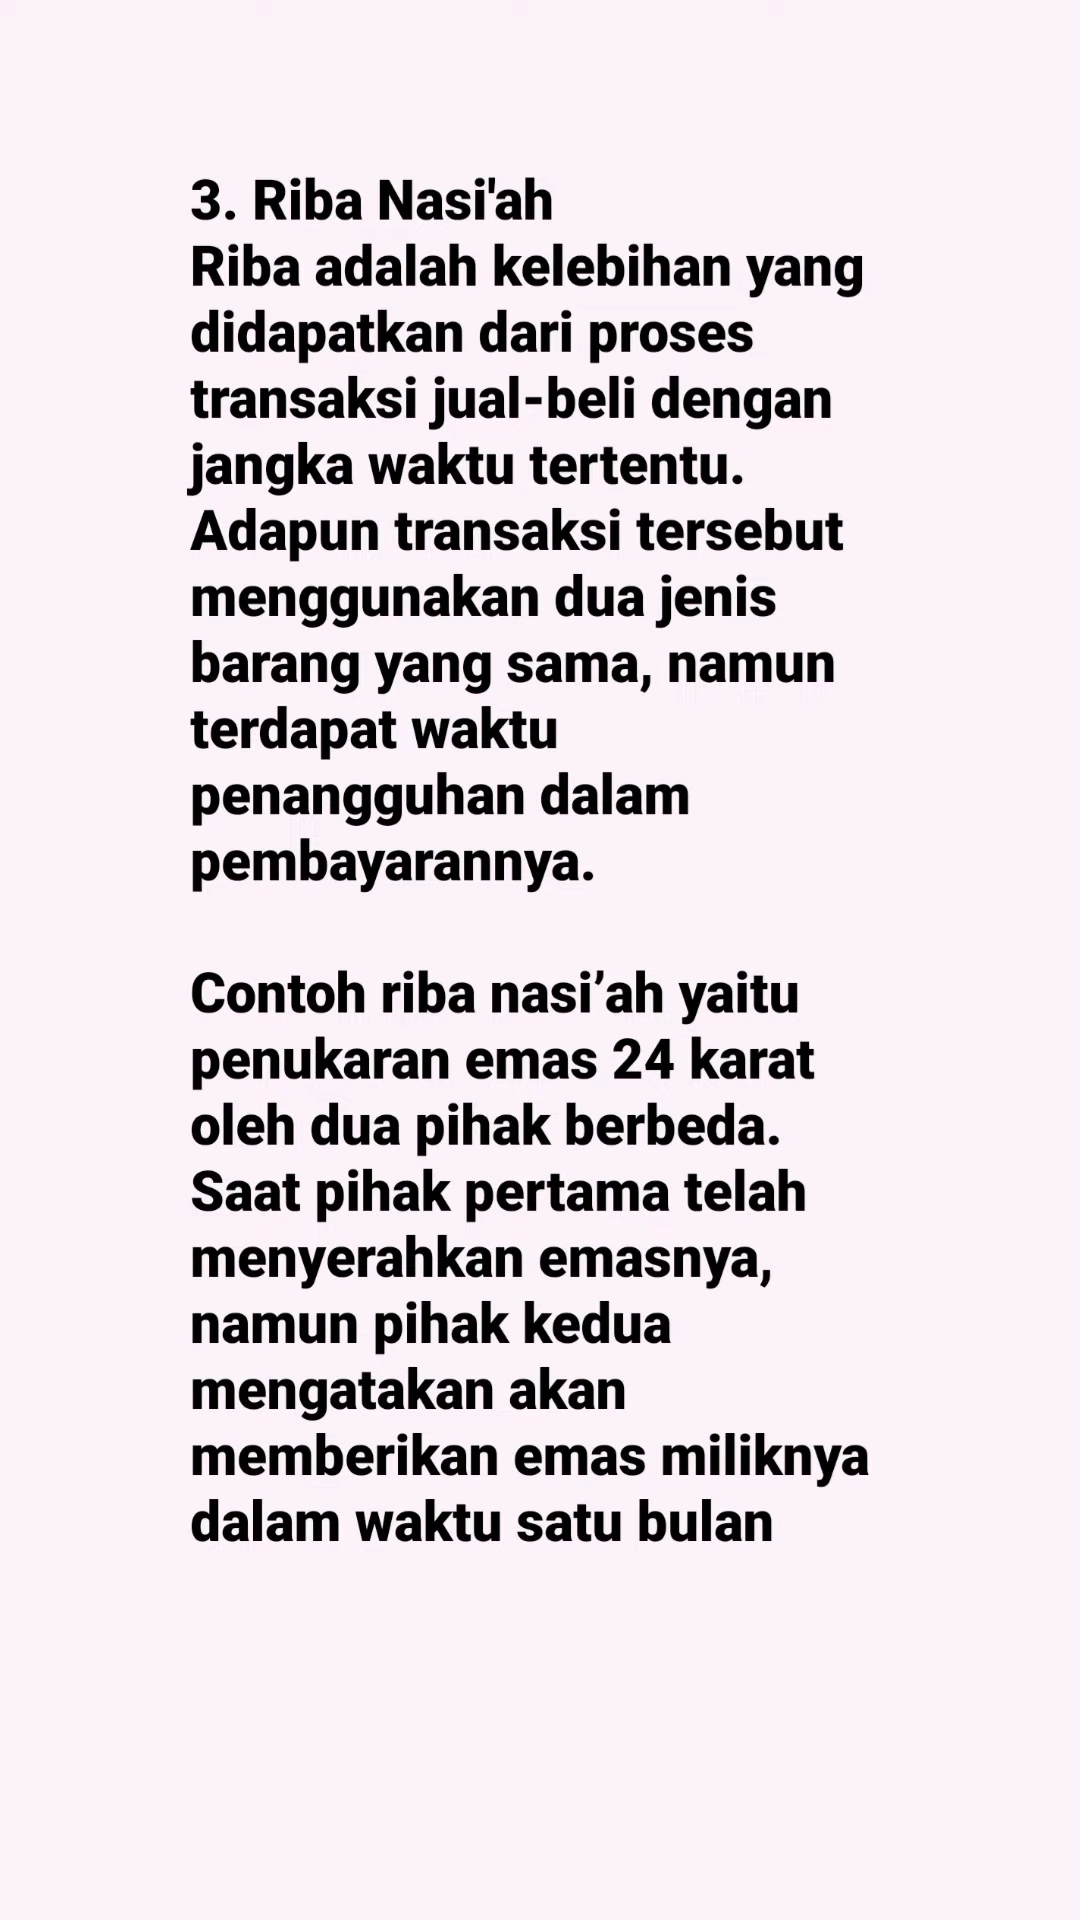 3. Riba Nasi'ah
Riba adalah kelebihan yang
didapatkan dari proses
transaksi jual-beli dengan
jangka waktu tertentu.
Adapun transaksi tersebut
menggunakan dua jenis
barang yang sama, namun
terdapat waktu
penangguhan dalam
pembayarannya.

Contoh riba nasi’ah yaitu
penukaran emas 24 karat
oleh dua pihak berbeda.
Saat pihak pertama telah
menyerahkan emasnya,
namun pihak kedua
mengatakan akan
memberikan emas miliknya
dalam waktu satu bulan